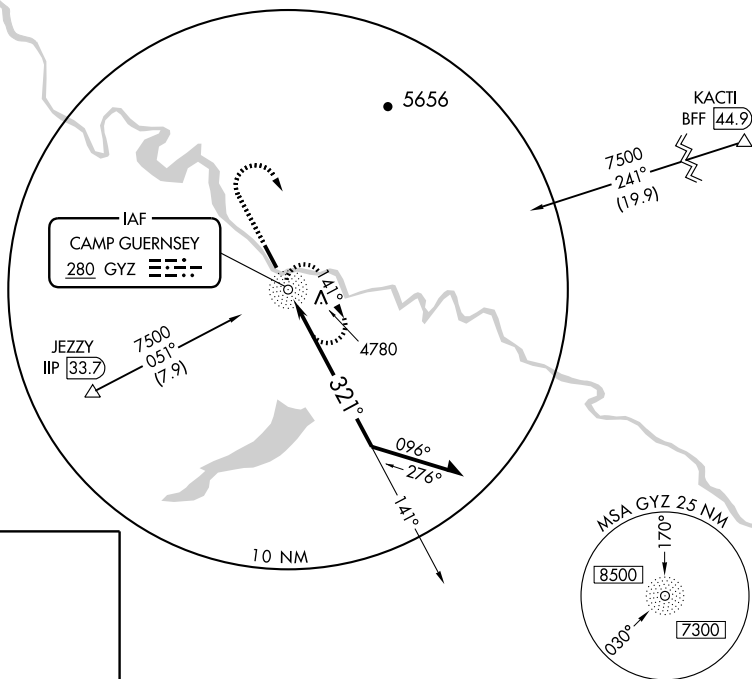 5656
KACTI
BFF 44.9
7500
241°
(19.9)
IAF
CAMP GUERNSEY
280 GYZ
141°
4780
JEZZY
IIP 33.7
7500
051°
(7.9)
321°
096°
276°
141°
10 NM
MSA GYZ 25 NM
170°
8500
7300
030°